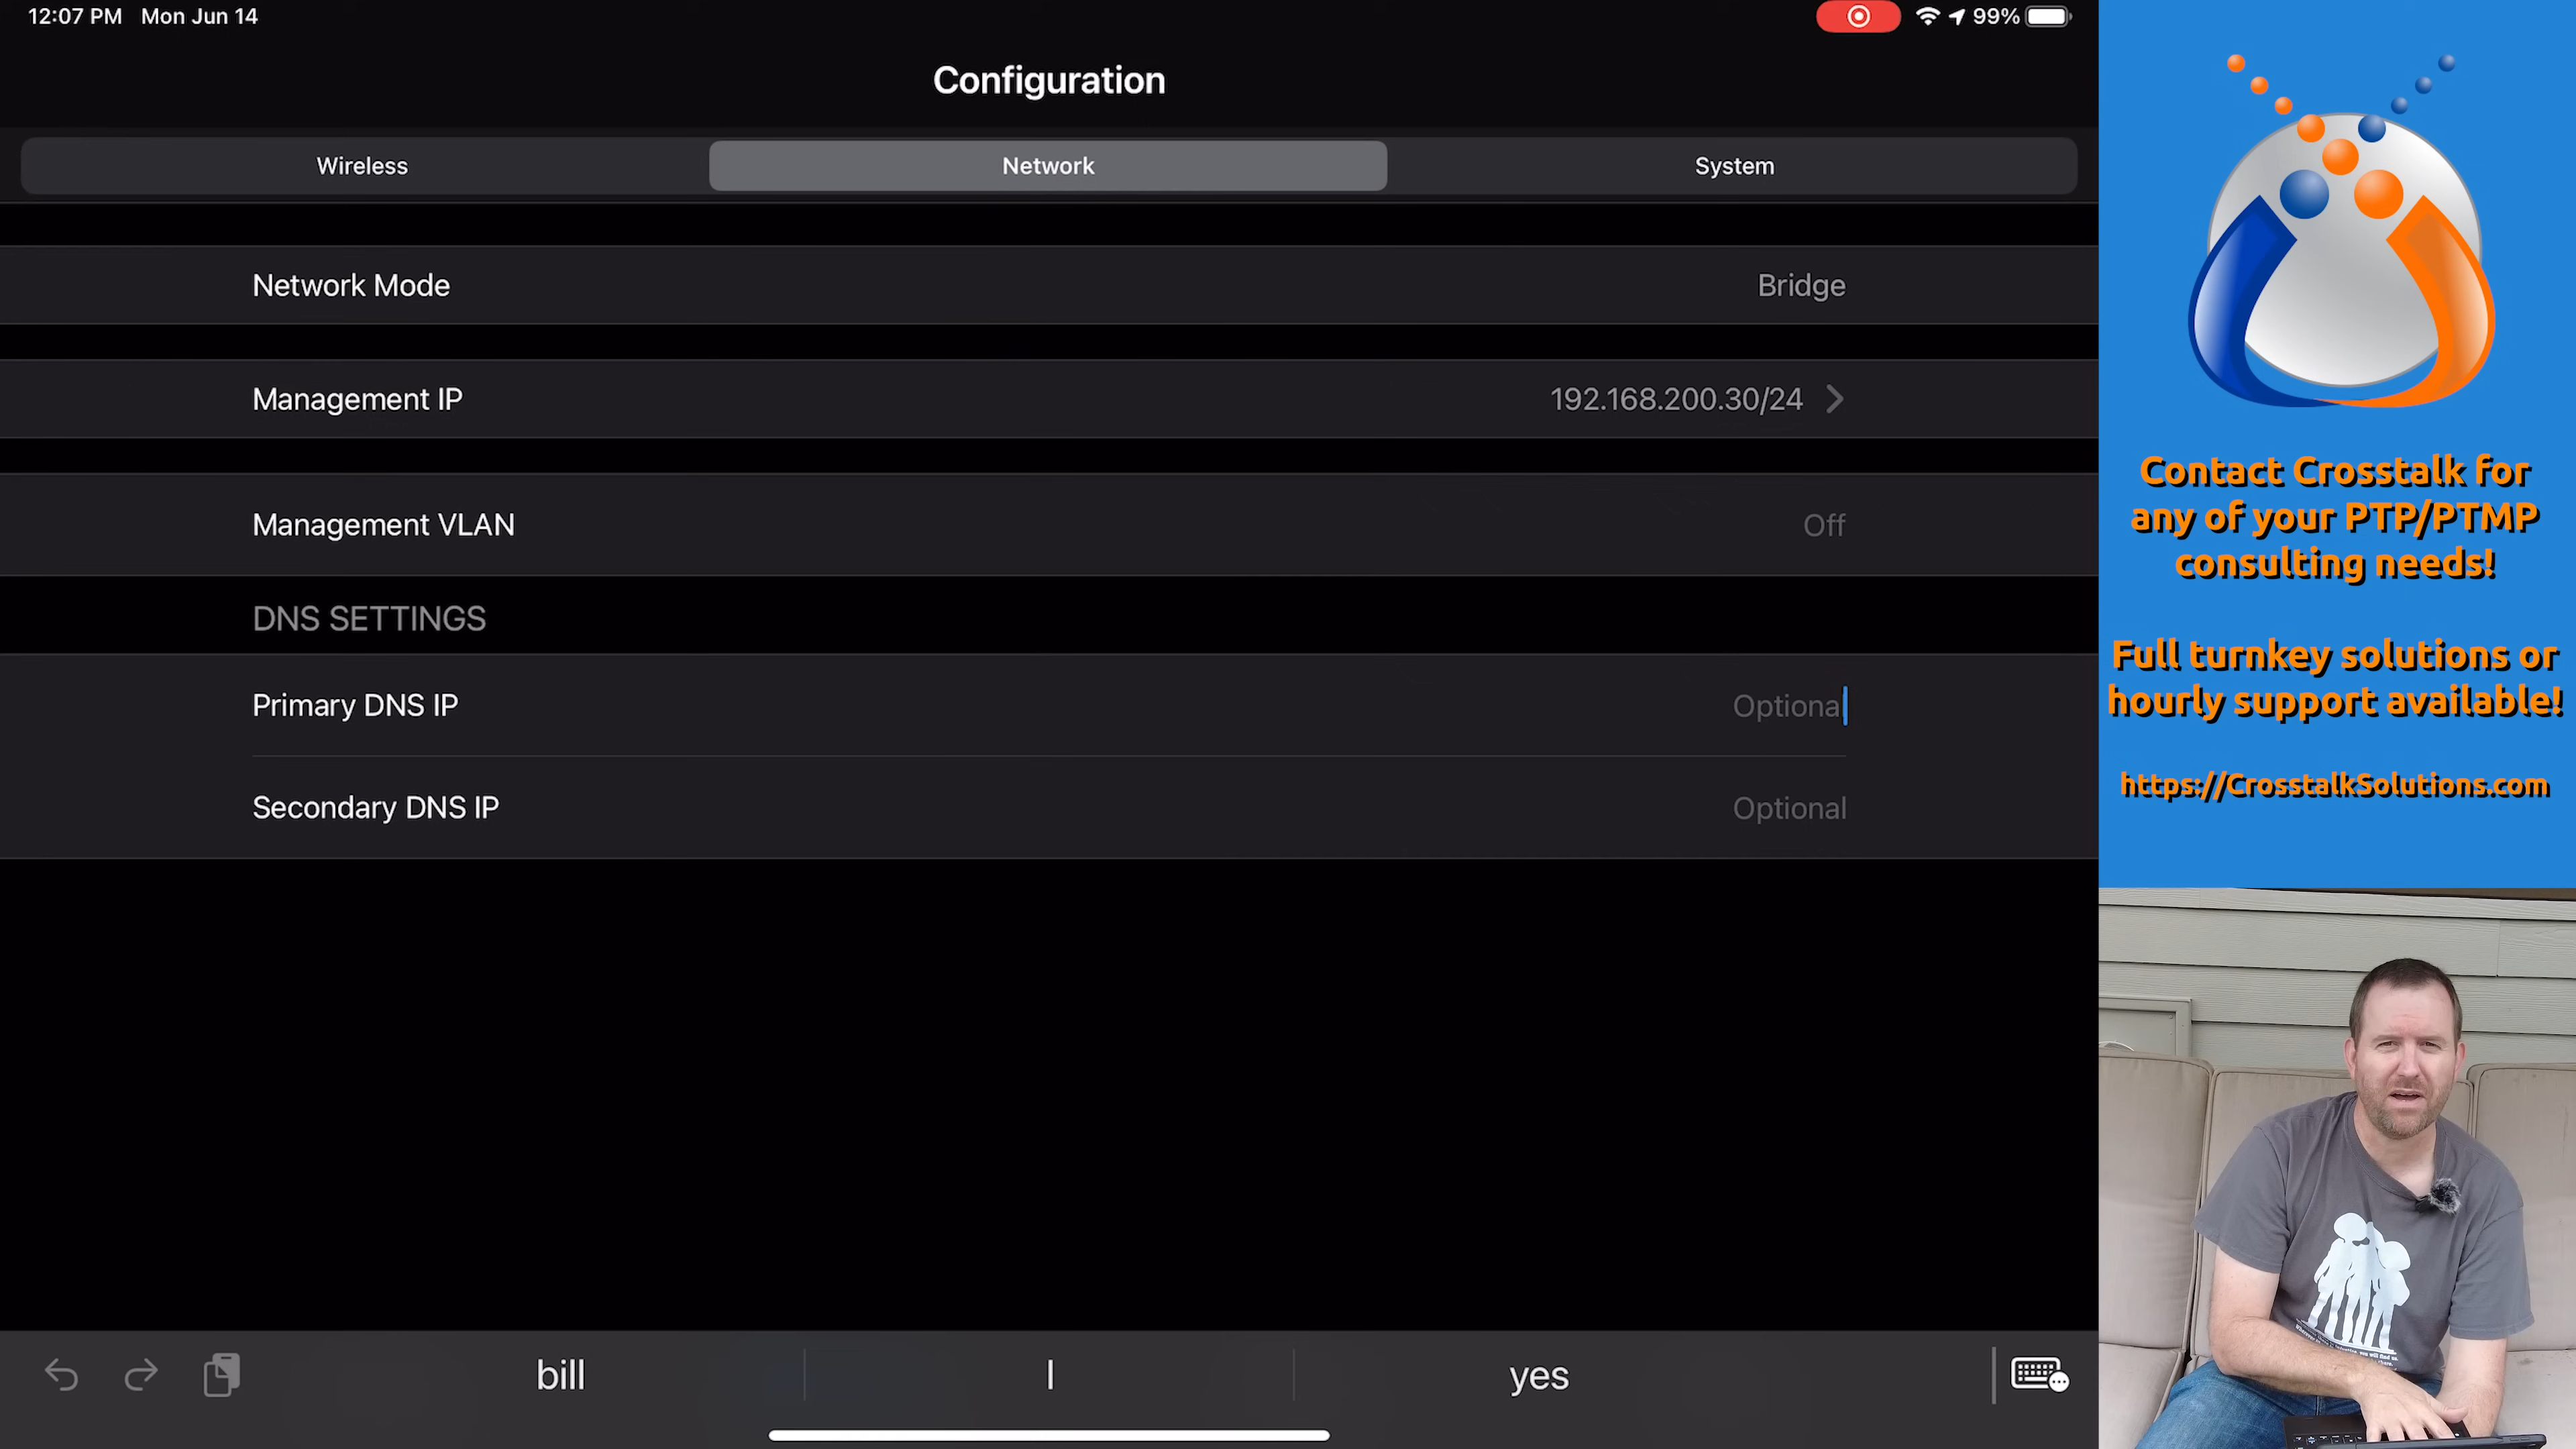 12:07 PM Mon Jun 14
99%
Configuration
Wireless
Network
System
Network Mode
Bridge
Management IP
192.168.200.30/24
Management VLAN
Off
DNS SETTINGS
Primary DNS IP
Optional
Secondary DNS IP
Optional
bill
I
yes
Contact Crosstalk for
any of your PTP/PTMP
consulting needs!
Full turnkey solutions or
hourly support available!
https://CrosstalkSolutions.com